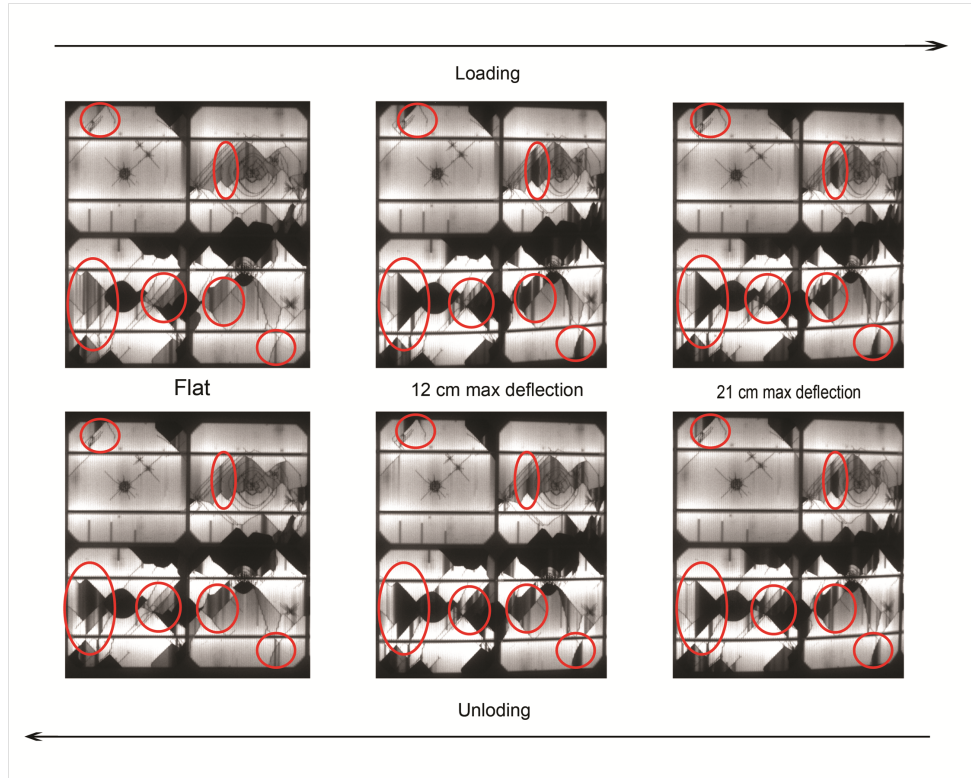 Loading
Flat
12 cm max deflection
21 cm max deflection
Unloding